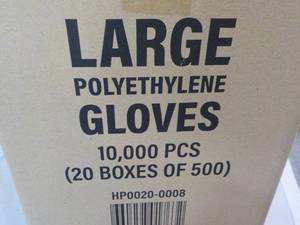 LARGE
POLYETHYLENE
GLOVES
10,000 PCS
(20 BOXES OF 500)
HP0020-0008